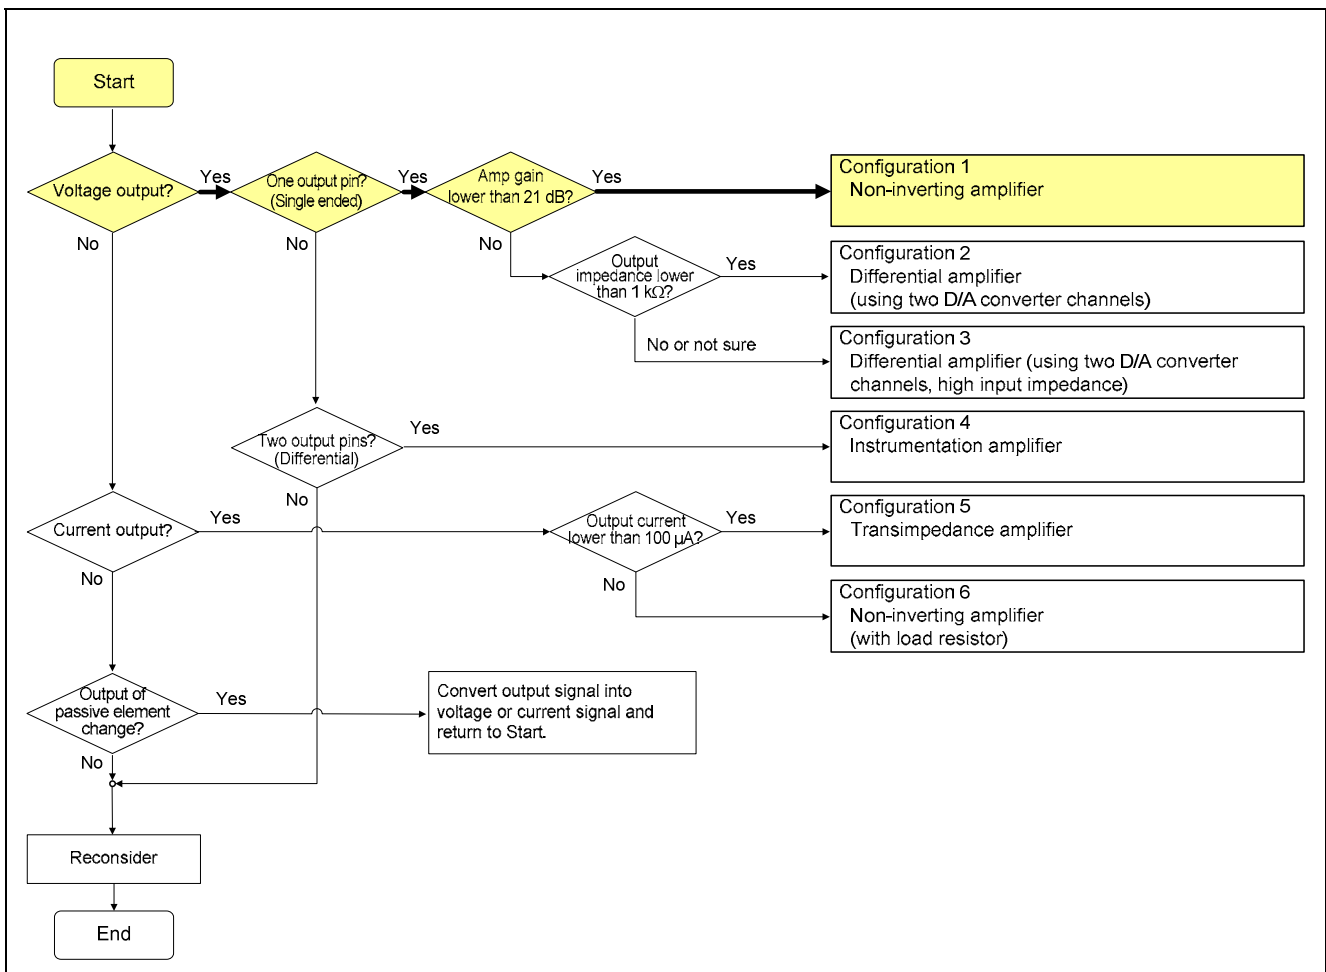 Start
Voltage output?
Yes
No
One output pin?
(Single ended)
Yes
No
Amp gain
lower than 21 dB?
Yes
No
Configuration 1
Non-inverting amplifier
Output
impedance lower
than 1 kΩ?
Yes
No or not sure
Configuration 2
Differential amplifier
(using two D/A converter channels)
Configuration 3
Differential amplifier (using two D/A converter
channels, high input impedance)
Two output pins?
(Differential)
Yes
No
Configuration 4
Instrumentation amplifier
Current output?
Yes
No
Output current
lower than 100 µA?
Yes
No
Configuration 5
Transimpedance amplifier
Configuration 6
Non-inverting amplifier
(with load resistor)
Output of
passive element
change?
Yes
No
Convert output signal into
voltage or current signal and
return to Start.
Reconsider
End